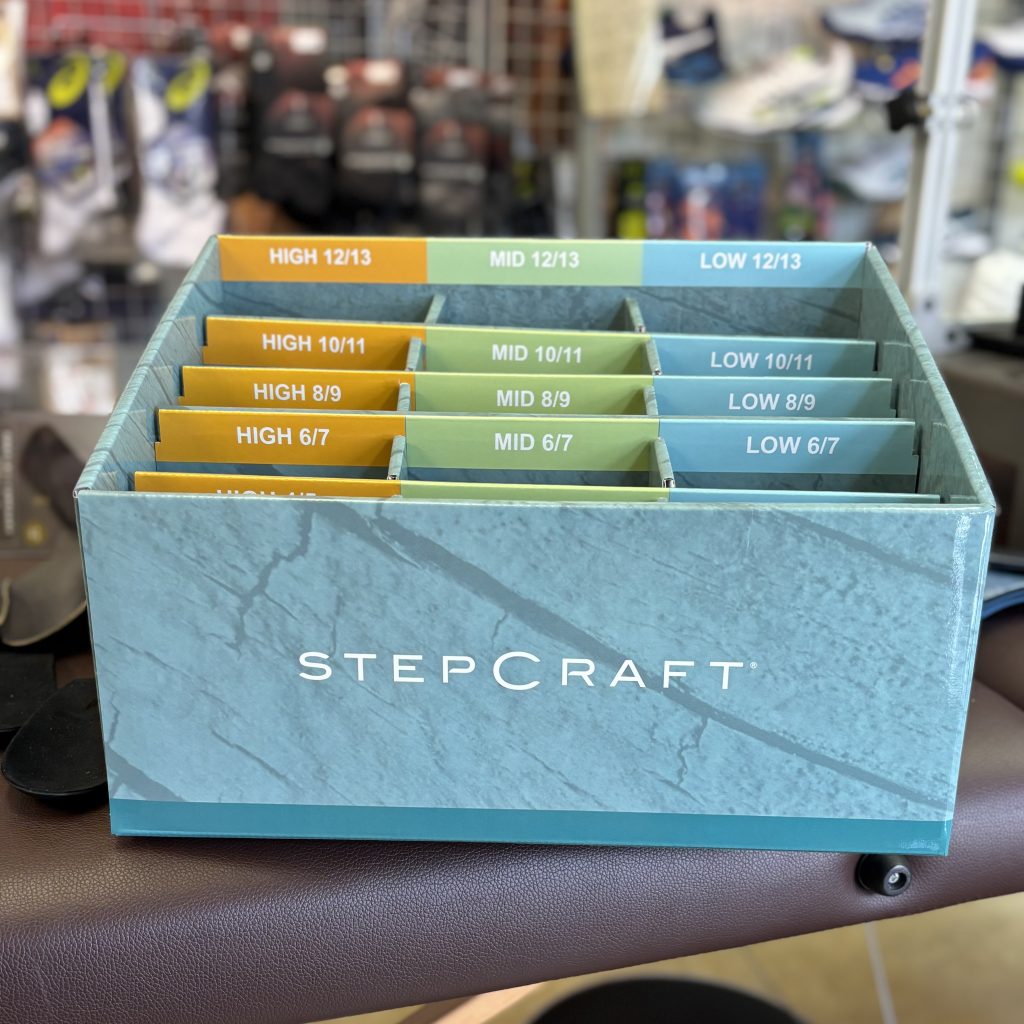 HIGH 12/13 MID 12/13 LOW 12/13
HIGH 10/11 MID 10/11 LOW 10/11
HIGH 8/9 MID 8/9 LOW 8/9
HIGH 6/7 MID 6/7 LOW 6/7
HIGH
STEPCRAFT®